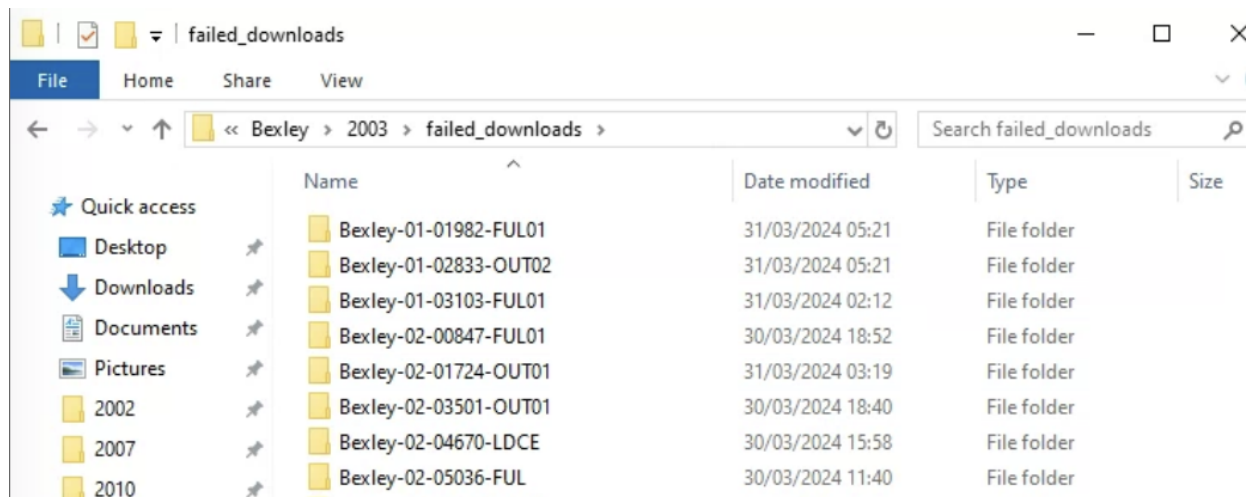 failed_downloads
File Home Share View
« Bexley > 2003 > failed_downloads >
Search failed_downloads
Name Date modified Type Size
Quick access
Desktop
Downloads
Documents
Pictures
2002
2007
2010
Bexley-01-01982-FUL01 31/03/2024 05:21 File folder
Bexley-01-02833-OUT02 31/03/2024 05:21 File folder
Bexley-01-03103-FUL01 31/03/2024 02:12 File folder
Bexley-02-00847-FUL01 30/03/2024 18:52 File folder
Bexley-02-01724-OUT01 31/03/2024 03:19 File folder
Bexley-02-03501-OUT01 30/03/2024 18:40 File folder
Bexley-02-04670-LDCE 30/03/2024 15:58 File folder
Bexley-02-05036-FUL 30/03/2024 11:40 File folder